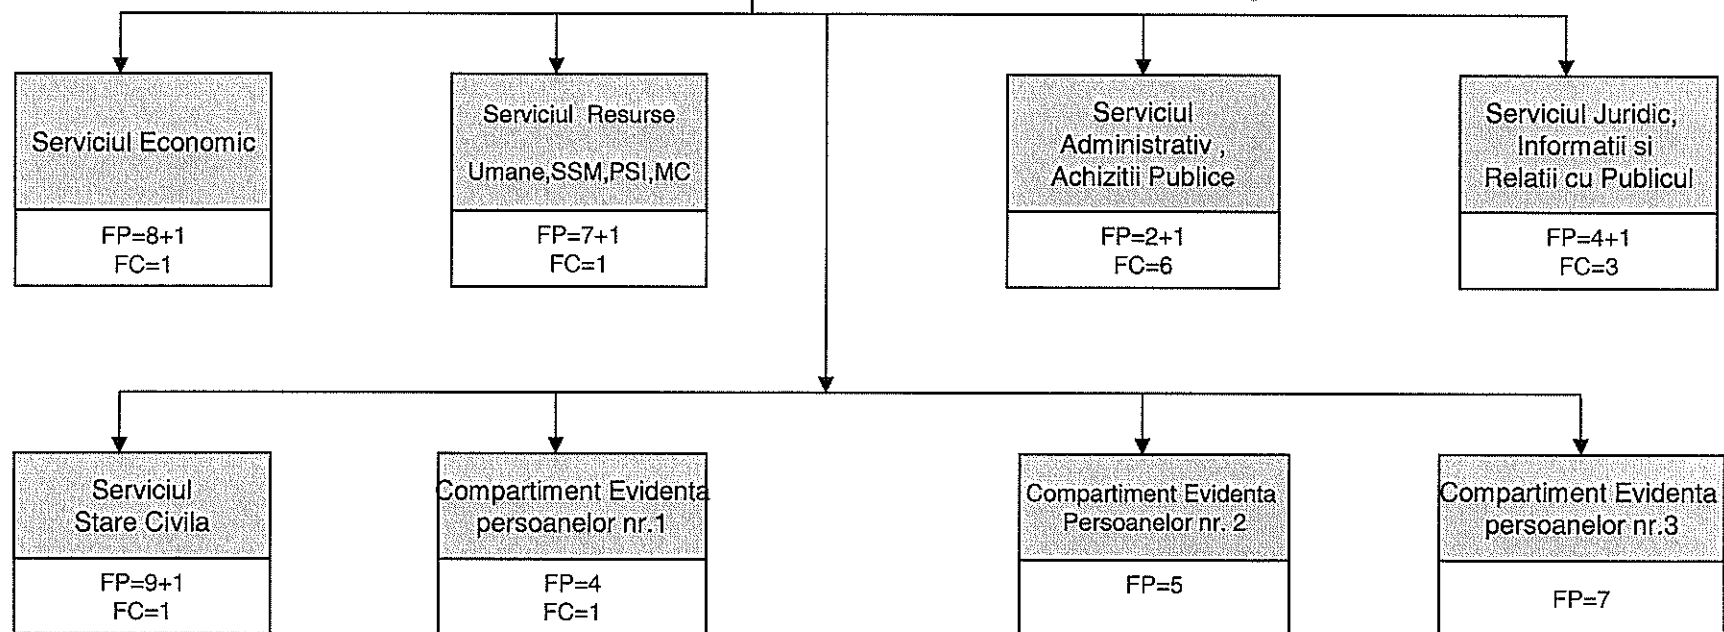 Serviciul Economic
FP=8+1
FC=1
Serviciul Resurse
Umane,SSM,PSI,MC
FP=7+1
FC=1
Serviciul
Administrativ ,
Achizitii Publice
FP=2+1
FC=6
Serviciul Juridic,
Informatii si
Relatii cu Publicul
FP=4+1
FC=3
Serviciul
Stare Civila
FP=9+1
FC=1
Compartiment Evidenta
persoanelor nr.1
FP=4
FC=1
Compartiment Evidenta
Persoanelor nr. 2
FP=5
Compartiment Evidenta
persoanelor nr.3
FP=7